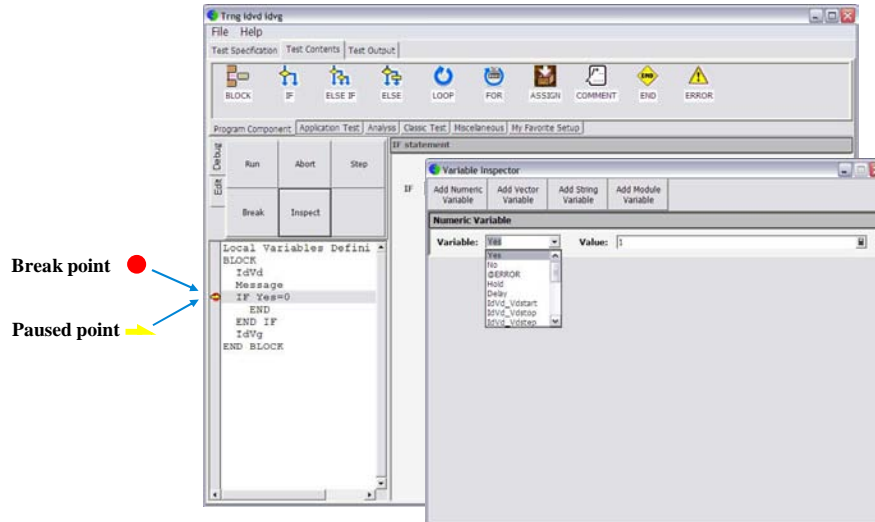 Trng Idvd Idvg
File Help
Test Specification Test Contents Test Output
BLOCK IF ELSE IF ELSE LOOP FOR ASSIGN COMMENT END ERROR
Program Component Application Test Analysis Classic Test Miscellaneous My Favorite Setup
Debug
Edit
Run Abort Step
Break Inspect
IF statement
IF
Local Variables Defini
BLOCK
IdVd
Message
IF Yes=0
END
END IF
IdVg
END BLOCK
Break point
Paused point
Variable Inspector
Add Numeric Variable
Add Vector Variable
Add String Variable
Add Module Variable
Numeric Variable
Variable: Yes Value: 1
Yes
No
@ERROR
Hold
Delay
IdVd_Vdstart
IdVd_Vdstop
IdVd_Vdstep